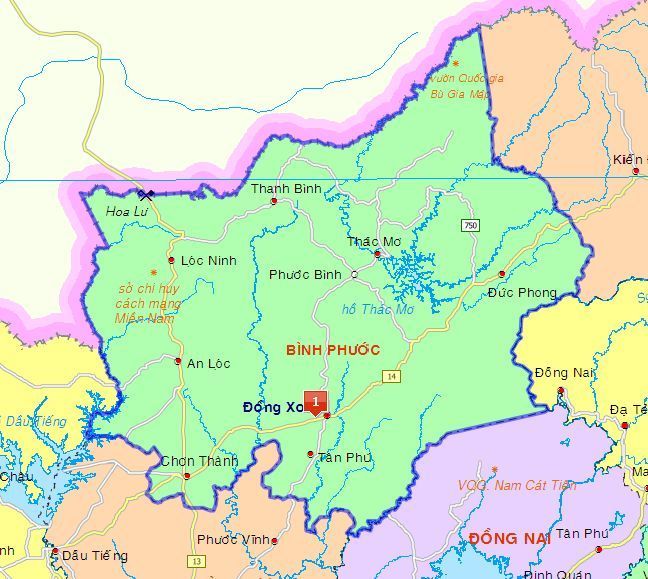 vườn Quốc gia
Bù Gia Mập
Kiến
Thanh Bình
Hoa Lư
750
Thác Mơ
Lộc Ninh
Phước Bình
sở chỉ huy
cách mạng
Miền Nam
Đức Phong
hồ Thác Mơ
BÌNH PHƯỚC
An Lộc
14
Đồng Nai
Đồng Xo
1
Đạ Tẻ
Dầu Tiếng
Chơn Thành
Tân Phú
Châu
VQG. Nam Cát Tiên
Ma
Phước Vĩnh
ĐỒNG NAI
Tân Phú
Dầu Tiếng
13
Định Quán